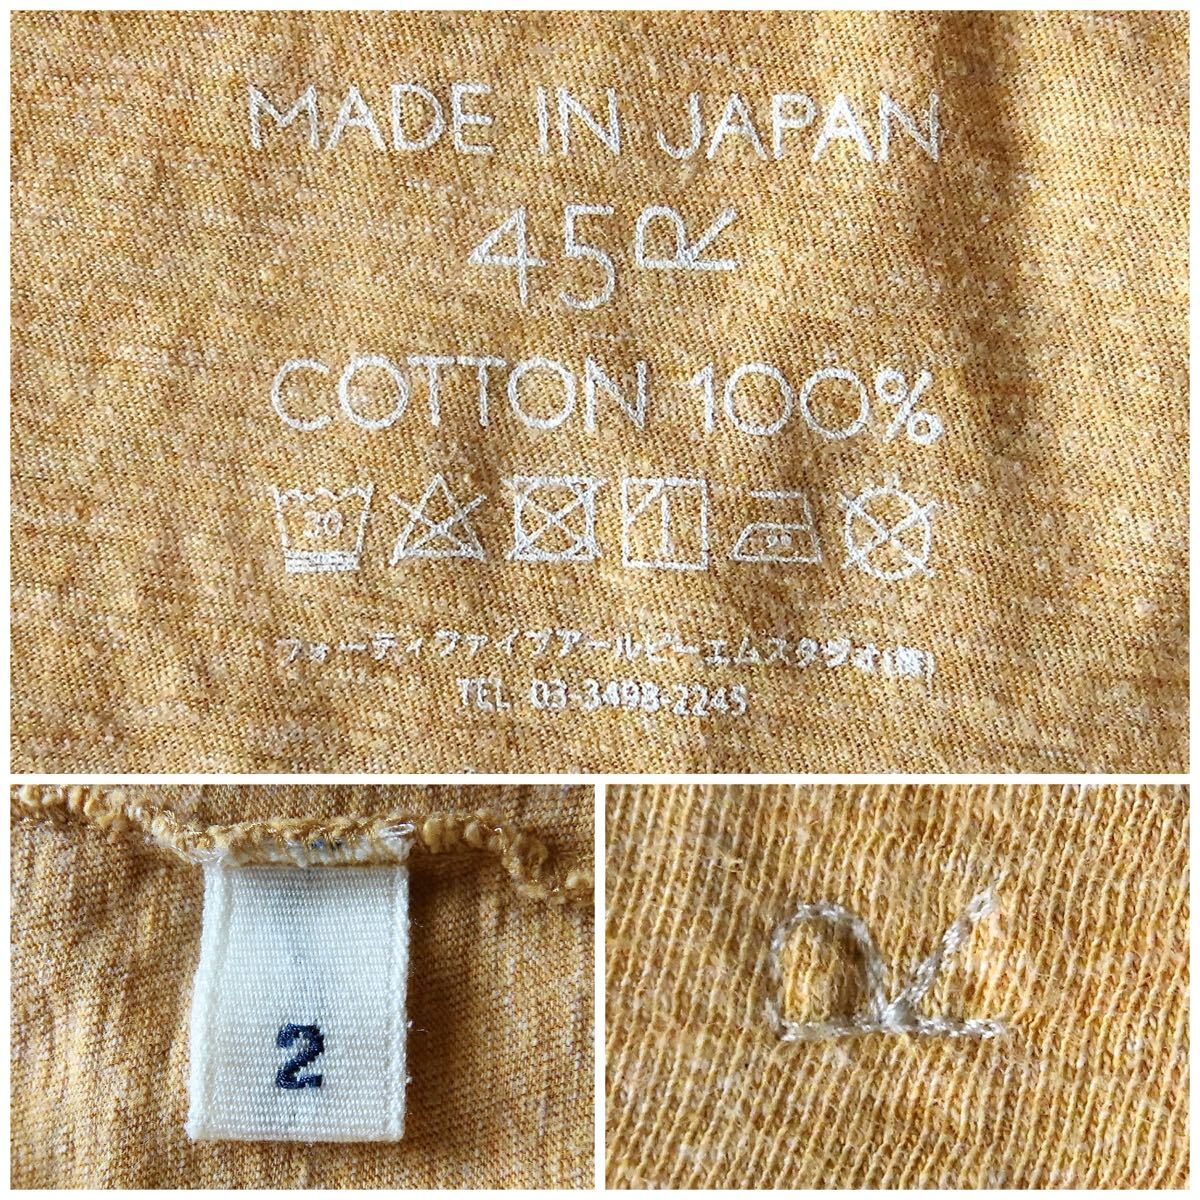 MADE IN JAPAN
45R
COTTON 100%
30
フォーティファイブアールピーエムスタジオ(株)
TEL 03-3498-2245
2
R